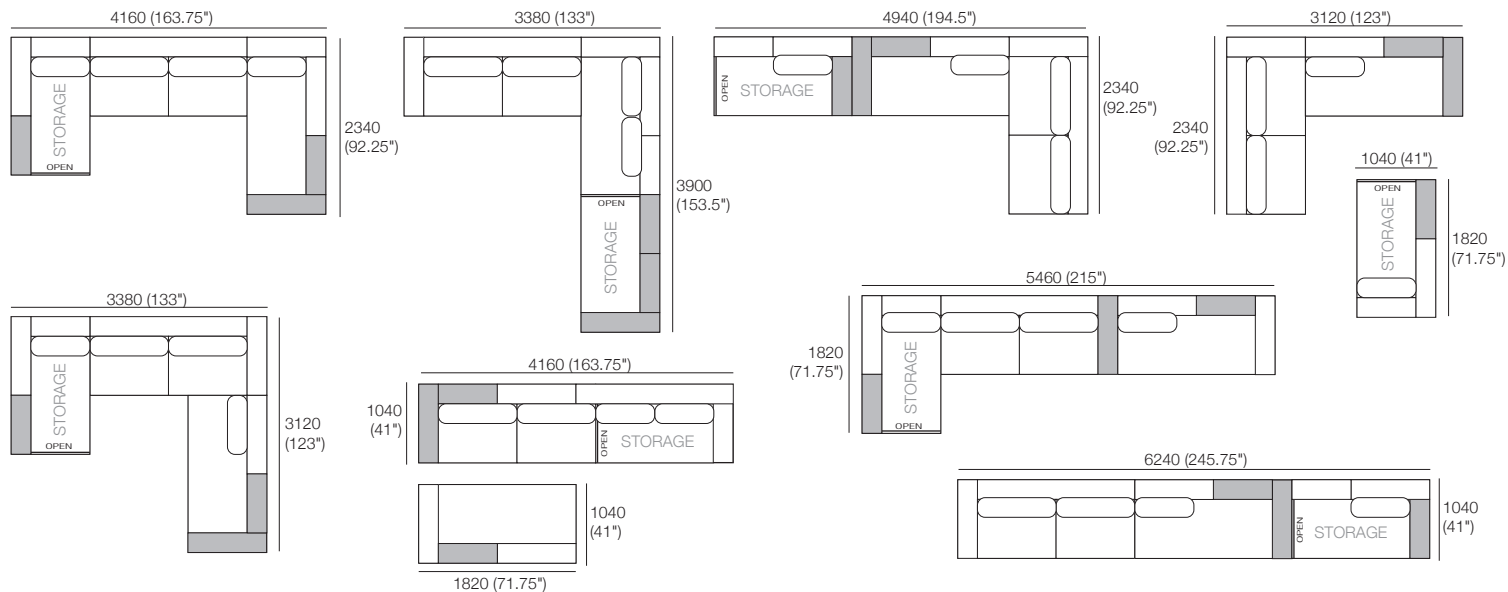 4160 (163.75")
STORAGE
OPEN
2340
(92.25")
3380 (133")
OPEN
STORAGE
3900
(153.5")
4940 (194.5")
OPEN
STORAGE
2340
(92.25")
3120 (123")
2340
(92.25")
1040 (41")
OPEN
STORAGE
1820
(71.75")
3380 (133")
STORAGE
OPEN
3120
(123")
4160 (163.75")
1040
(41")
OPEN
STORAGE
1040
(41")
1820 (71.75")
5460 (215")
1820
(71.75")
STORAGE
OPEN
6240 (245.75")
OPEN
STORAGE
1040
(41")